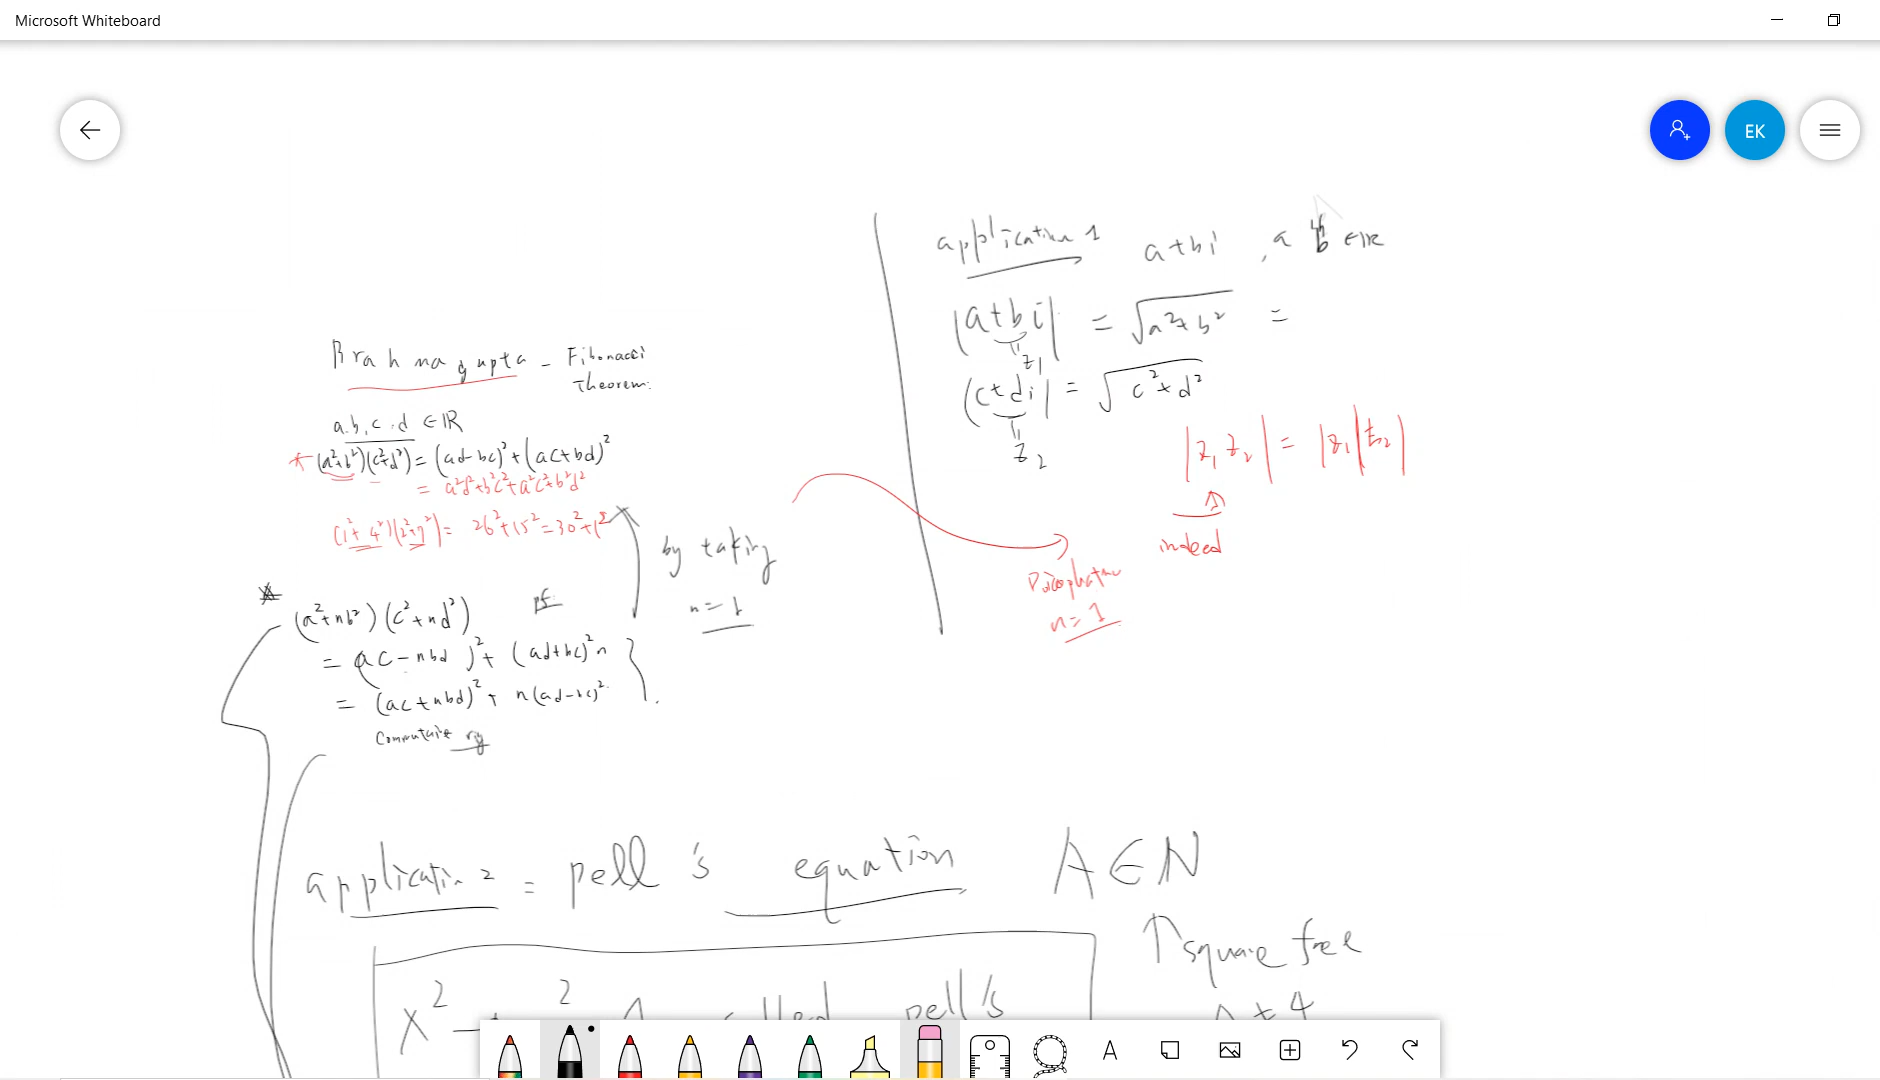 Microsoft Whiteboard
EK
Brahmagupta - Fibonacci
Theorem.
a.b,c.d ∈ℝ
* (a²+b²)(c²+d²) = (ad-bc)² + (ac+bd)²
= a²d²+b²c²+a²c²+b²d²
(1²+4²)(2²+7²) = 26²+15² = 30²+1²
by taking
n=1
(a²+nb²)(c²+nd²) pf
= (ac-nbd)² + (ad+bc)²n
= (ac+nbd)² + n(ad-bc)².
application 1 a+bi , a b ∈ℝ
|a+bi| = √a²+b² =
z₁
|c+di| = √c²+d²
z₂
|z₁z₂| = |z₁||z₂|
indeed
n=1
application 2 = pell's equation A∈N
↑square free
x² 2 called pell's
A